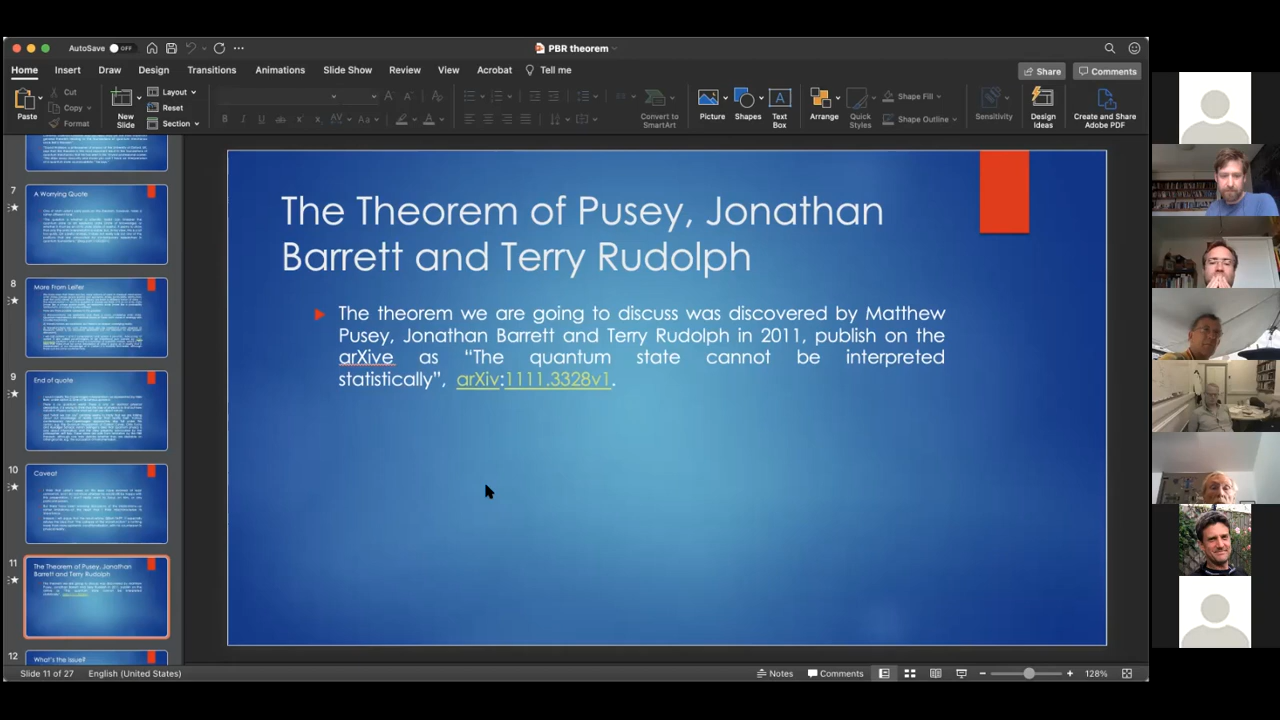 AutoSave OFF
PBR theorem
Home Insert Draw Design Transitions Animations Slide Show Review View Acrobat Tell me
Share Comments
Paste
Cut
Copy
Format
New Slide
Layout
Reset
Section
Convert to SmartArt
Picture
Shapes
Text Box
Arrange
Quick Styles
Shape Fill
Shape Outline
Sensitivity
Design Ideas
Create and Share Adobe PDF
7
A Worrying Quote
8
More From Letter
9
End of quote
10
Caveat
11
The Theorem of Pusey, Jonathan
Barrett and Terry Rudolph
12
What's the Issue?
The Theorem of Pusey, Jonathan
Barrett and Terry Rudolph
The theorem we are going to discuss was discovered by Matthew
Pusey, Jonathan Barrett and Terry Rudolph in 2011, publish on the
arXive as “The quantum state cannot be interpreted
statistically”, arXiv:1111.3328v1.
Slide 11 of 27 English (United States)
Notes Comments 128%